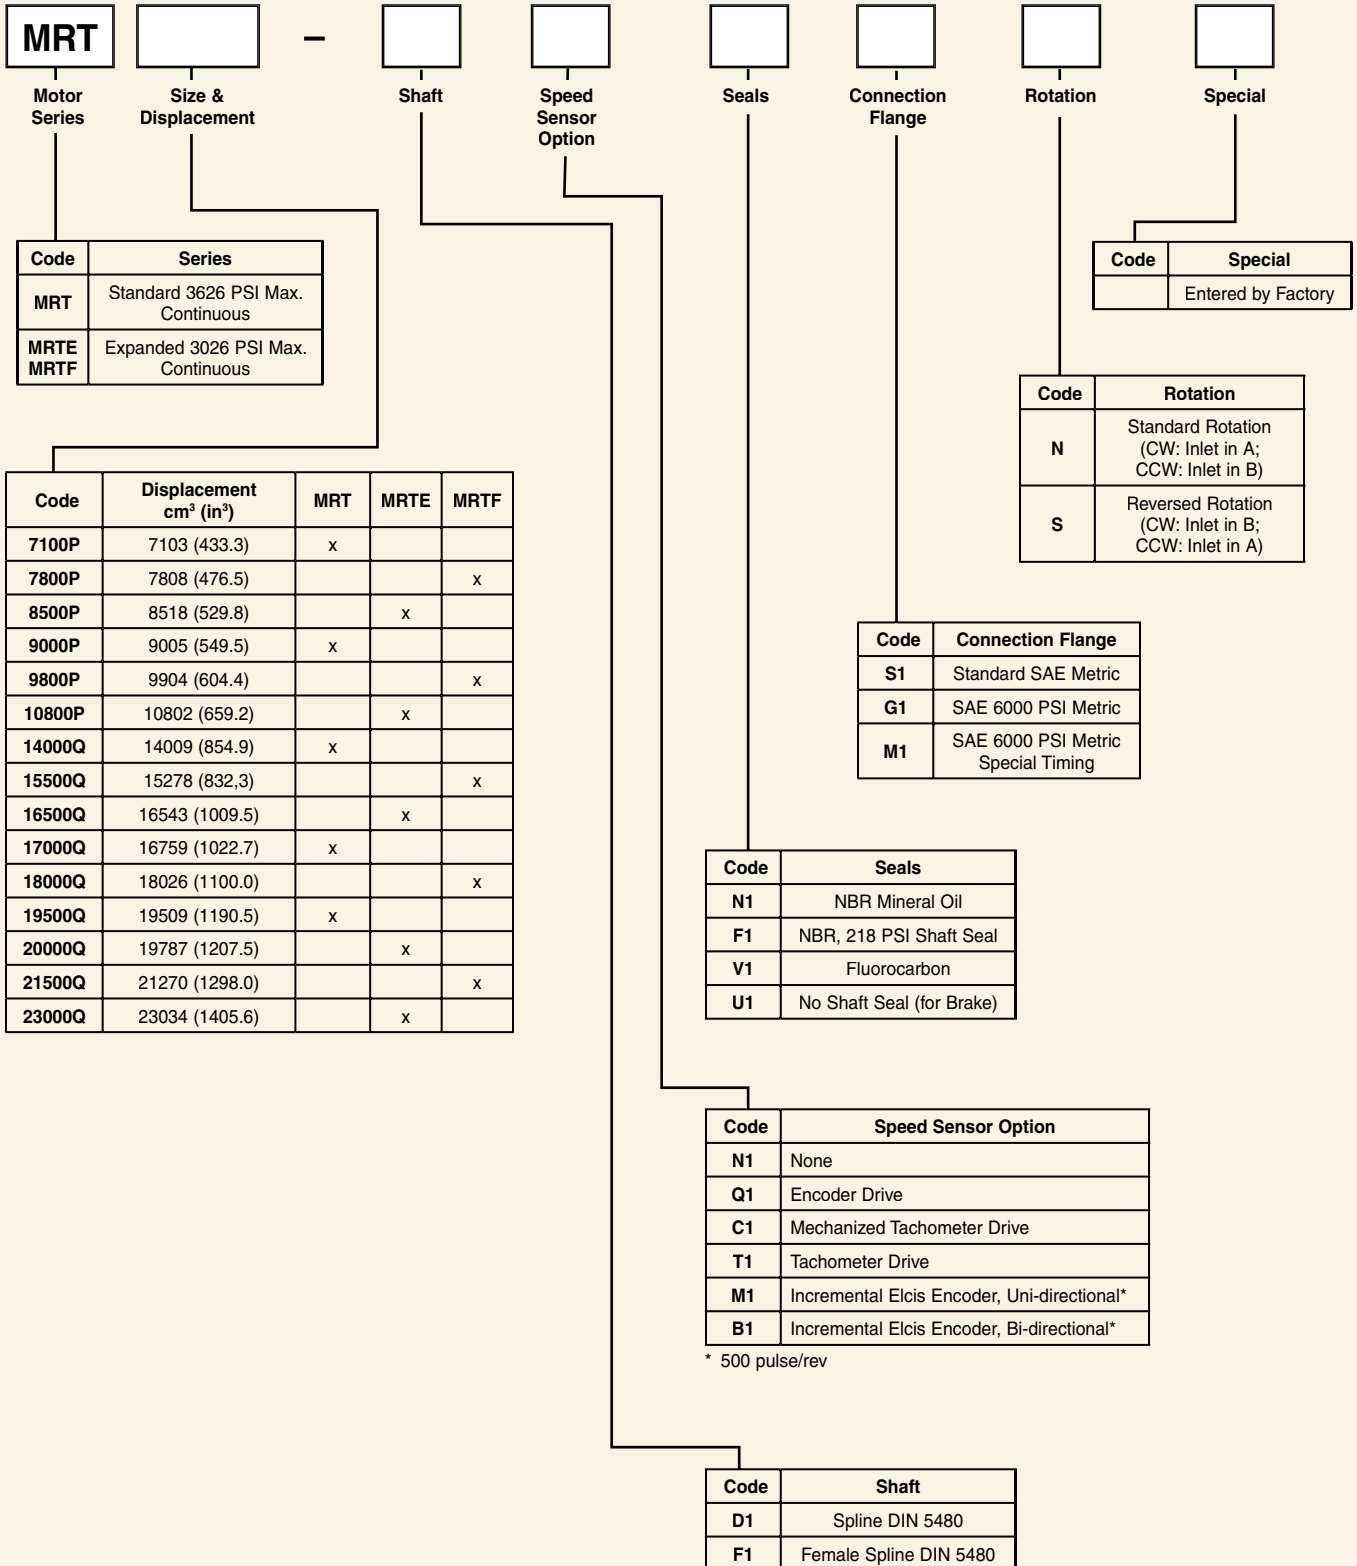 MRT –
Motor Series
Size & Displacement
Shaft
Speed Sensor Option
Seals
Connection Flange
Rotation
Special
Code Series
MRT Standard 3626 PSI Max. Continuous
MRTE MRTF Expanded 3026 PSI Max. Continuous
Code Special
Entered by Factory
Code Rotation
N Standard Rotation (CW: Inlet in A; CCW: Inlet in B)
S Reversed Rotation (CW: Inlet in B; CCW: Inlet in A)
Code Displacement cm³ (in³) MRT MRTE MRTF
7100P 7103 (433.3) x
7800P 7808 (476.5) x
8500P 8518 (529.8) x
9000P 9005 (549.5) x
9800P 9904 (604.4) x
10800P 10802 (659.2) x
14000Q 14009 (854.9) x
15500Q 15278 (832,3) x
16500Q 16543 (1009.5) x
17000Q 16759 (1022.7) x
18000Q 18026 (1100.0) x
19500Q 19509 (1190.5) x
20000Q 19787 (1207.5) x
21500Q 21270 (1298.0) x
23000Q 23034 (1405.6) x
Code Connection Flange
S1 Standard SAE Metric
G1 SAE 6000 PSI Metric
M1 SAE 6000 PSI Metric Special Timing
Code Seals
N1 NBR Mineral Oil
F1 NBR, 218 PSI Shaft Seal
V1 Fluorocarbon
U1 No Shaft Seal (for Brake)
Code Speed Sensor Option
N1 None
Q1 Encoder Drive
C1 Mechanized Tachometer Drive
T1 Tachometer Drive
M1 Incremental Elcis Encoder, Uni-directional*
B1 Incremental Elcis Encoder, Bi-directional*
* 500 pulse/rev
Code Shaft
D1 Spline DIN 5480
F1 Female Spline DIN 5480